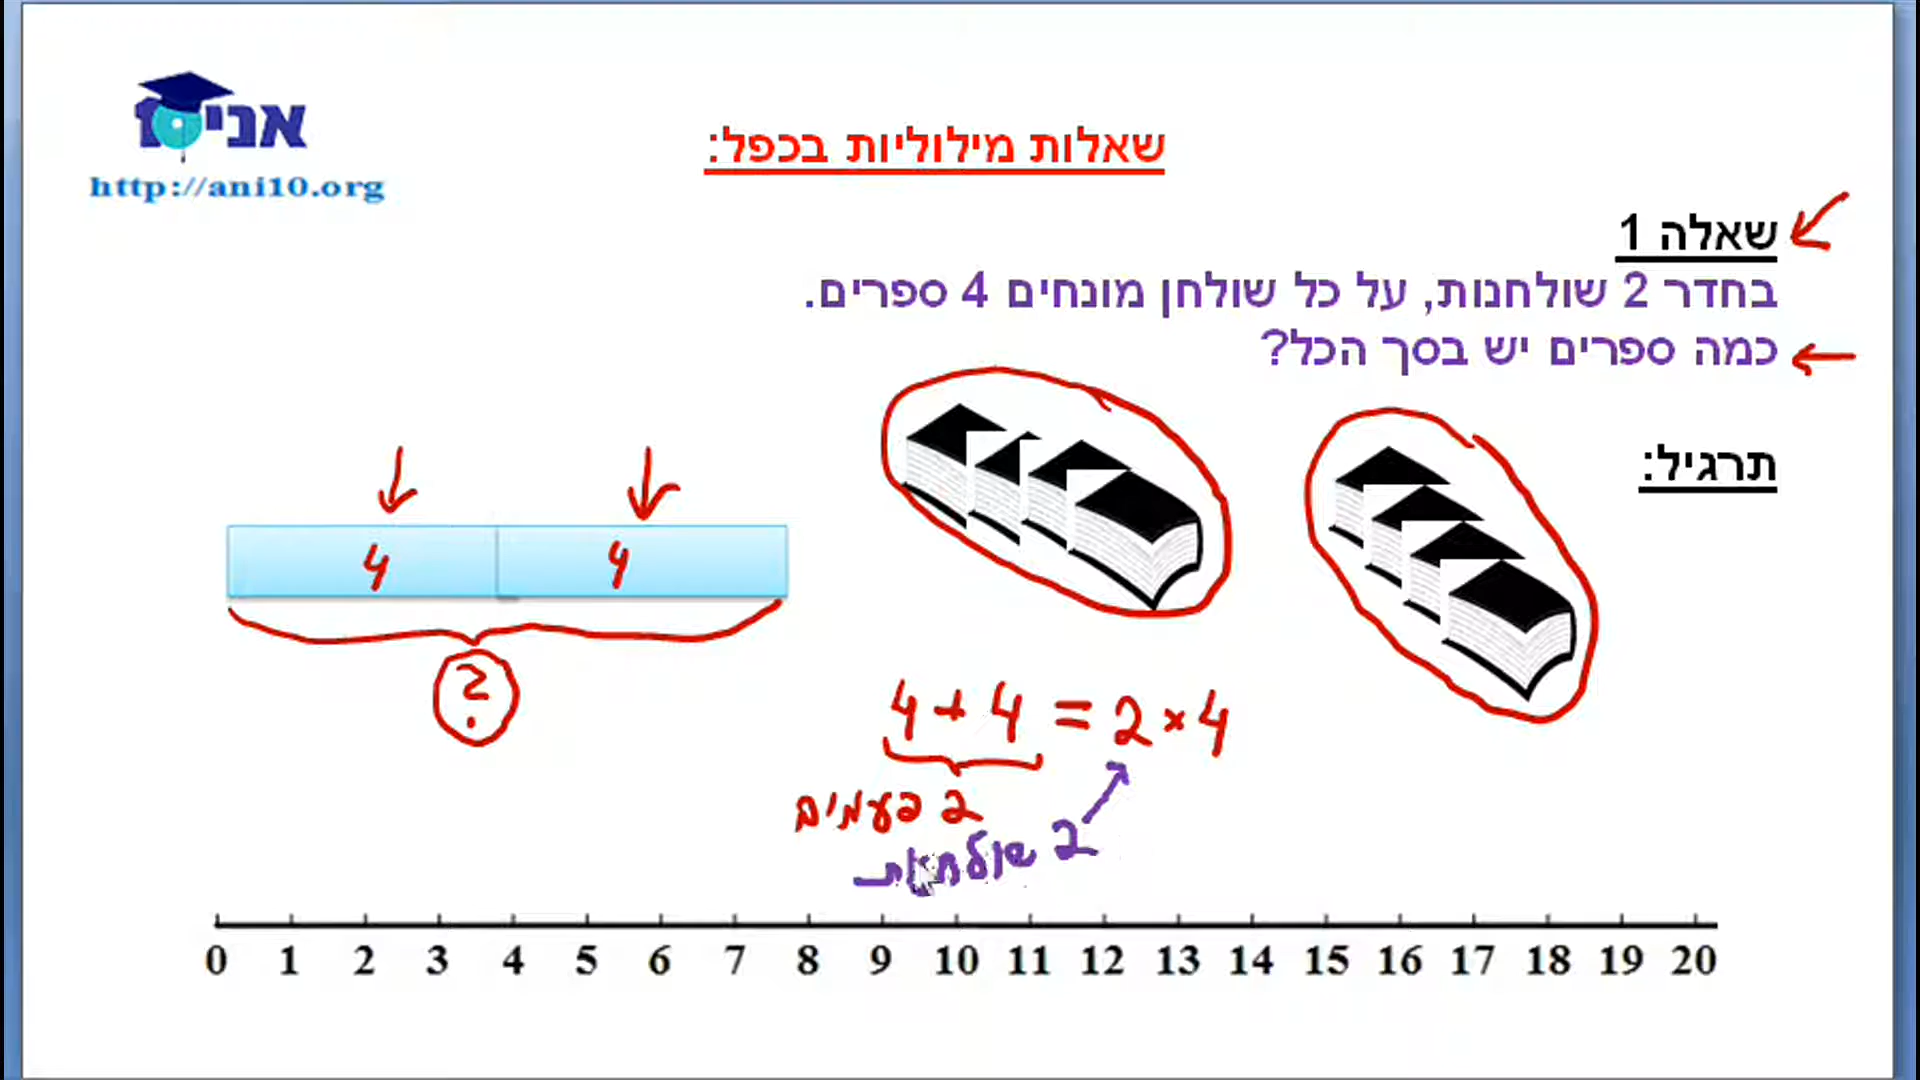 אני10
http://ani10.org
שאלות מילוליות בכפל:
שאלה 1
בחדר 2 שולחנות, על כל שולחן מונחים 4 ספרים.
כמה ספרים יש בסך הכל?
תרגיל:
4 4
?
4 + 4 = 2 × 4
2 פעמים
2 שולחנות
0 1 2 3 4 5 6 7 8 9 10 11 12 13 14 15 16 17 18 19 20